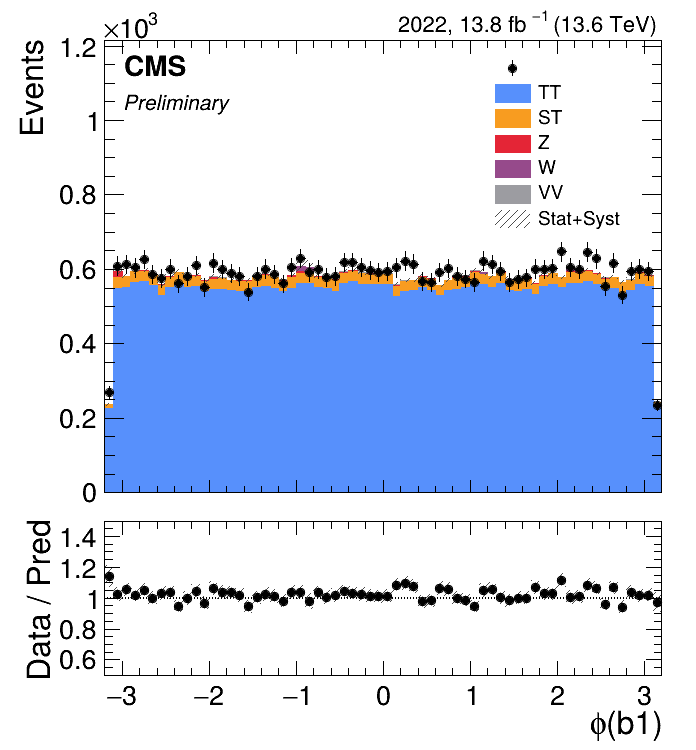 ×10³
2022, 13.8 fb⁻¹ (13.6 TeV)
Events
1.2
1
0.8
0.6
0.4
0.2
0
CMS
Preliminary
TT
ST
Z
W
VV
Stat+Syst
Data / Pred
1.4
1.2
1
0.8
0.6
−3
−2
−1
0
1
2
3
ϕ(b1)